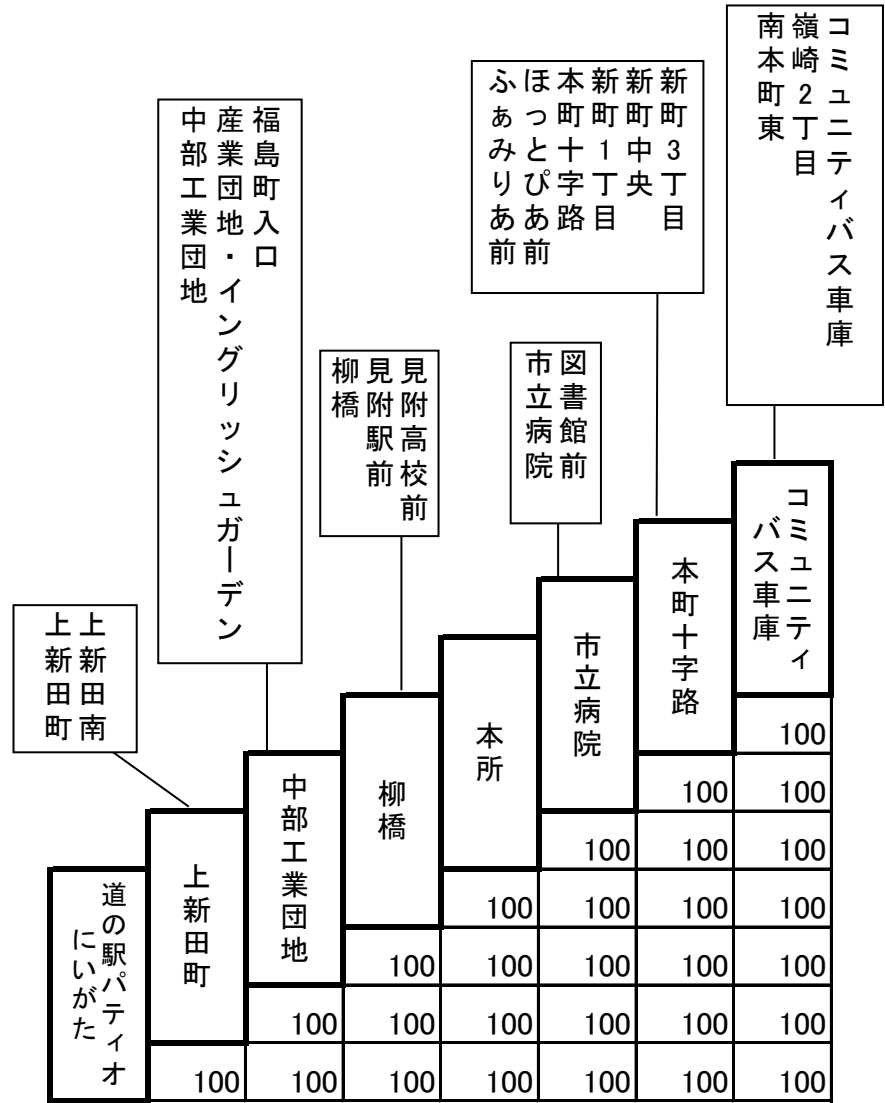 コミュニティバス車庫
嶺崎2丁目
南本町東
新町3丁目
新町中央
新町1丁目
本町十字路
ほっとぴあ前
ふぁみりあ前
福島町入口
産業団地・イングリッシュガーデン
中部工業団地
図書館前
市立病院
見附高校前
見附駅前
柳橋
上新田南
上新田町
コミュニティ
バス車庫
本町十字路
市立病院
本所
柳橋
中部工業団地
上新田町
道の駅パティオ
にいがた
100
100 100
100 100 100
100 100 100 100
100 100 100 100 100
100 100 100 100 100 100
100 100 100 100 100 100 100